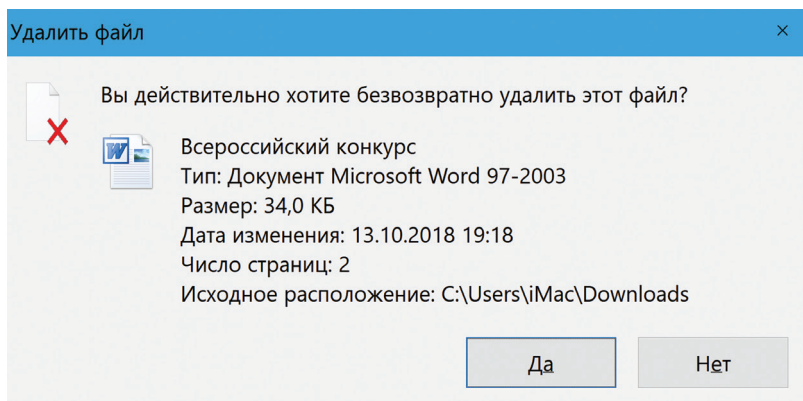 Удалить файл
Вы действительно хотите безвозвратно удалить этот файл?
Всероссийский конкурс
Тип: Документ Microsoft Word 97-2003
Размер: 34,0 КБ
Дата изменения: 13.10.2018 19:18
Число страниц: 2
Исходное расположение: C:\Users\iMac\Downloads
Да Нет